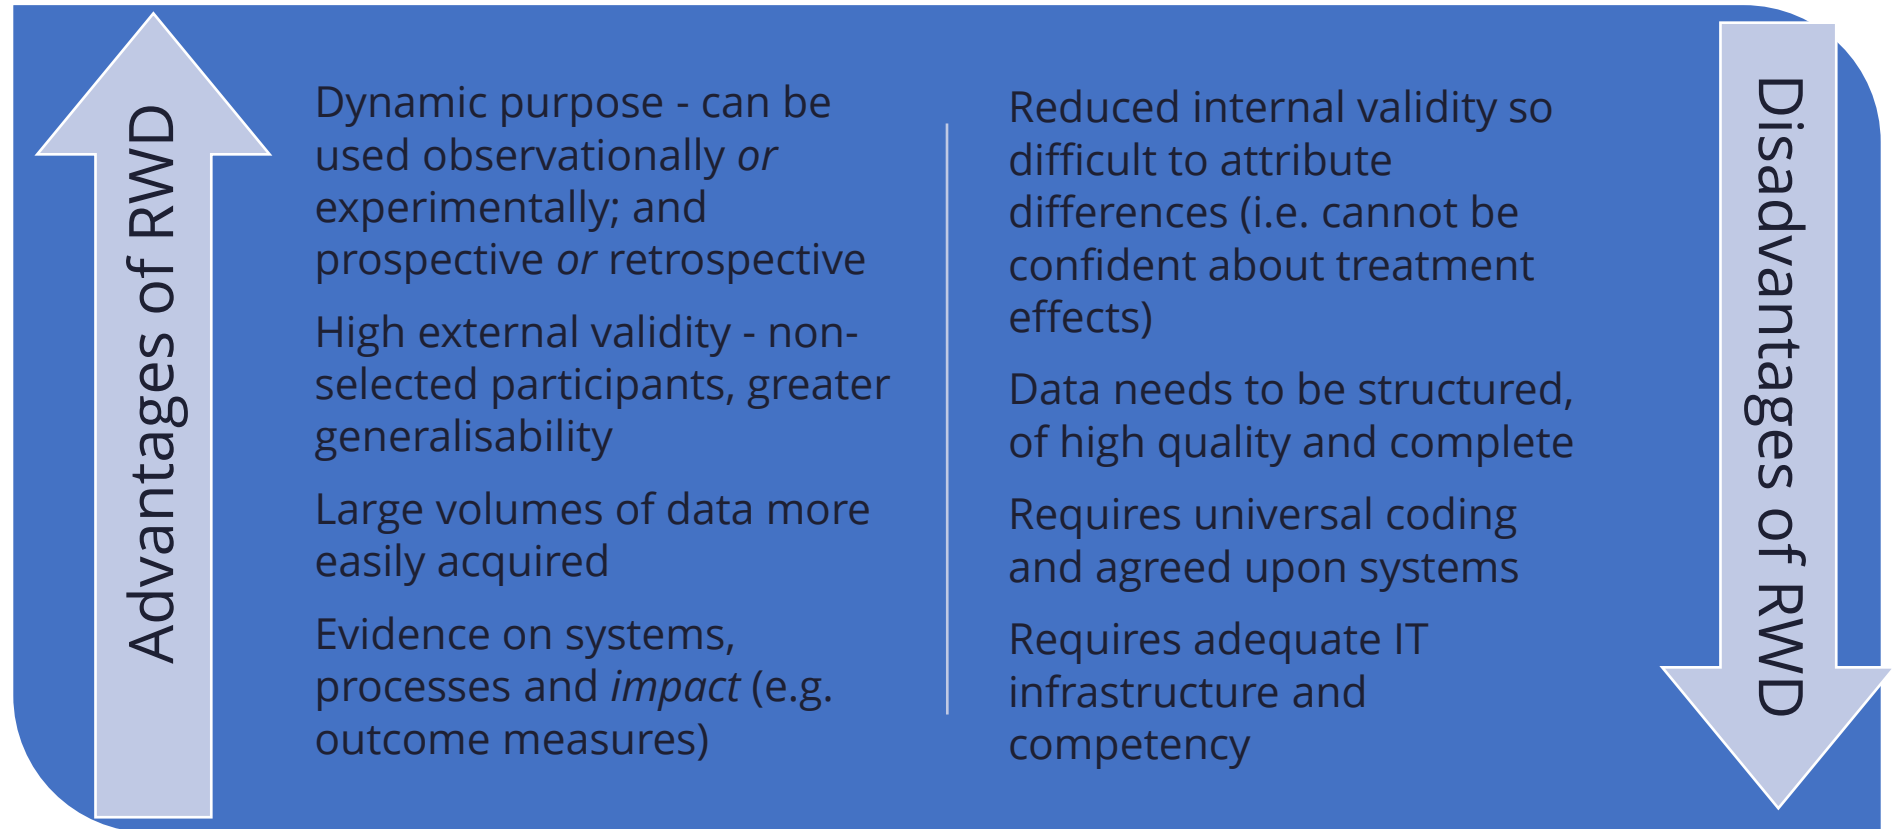 Advantages of RWD
Dynamic purpose - can be
used observationally or
experimentally; and
prospective or retrospective
High external validity - non-
selected participants, greater
generalisability
Large volumes of data more
easily acquired
Evidence on systems,
processes and impact (e.g.
outcome measures)
Reduced internal validity so
difficult to attribute
differences (i.e. cannot be
confident about treatment
effects)
Data needs to be structured,
of high quality and complete
Requires universal coding
and agreed upon systems
Requires adequate IT
infrastructure and
competency
Disadvantages of RWD